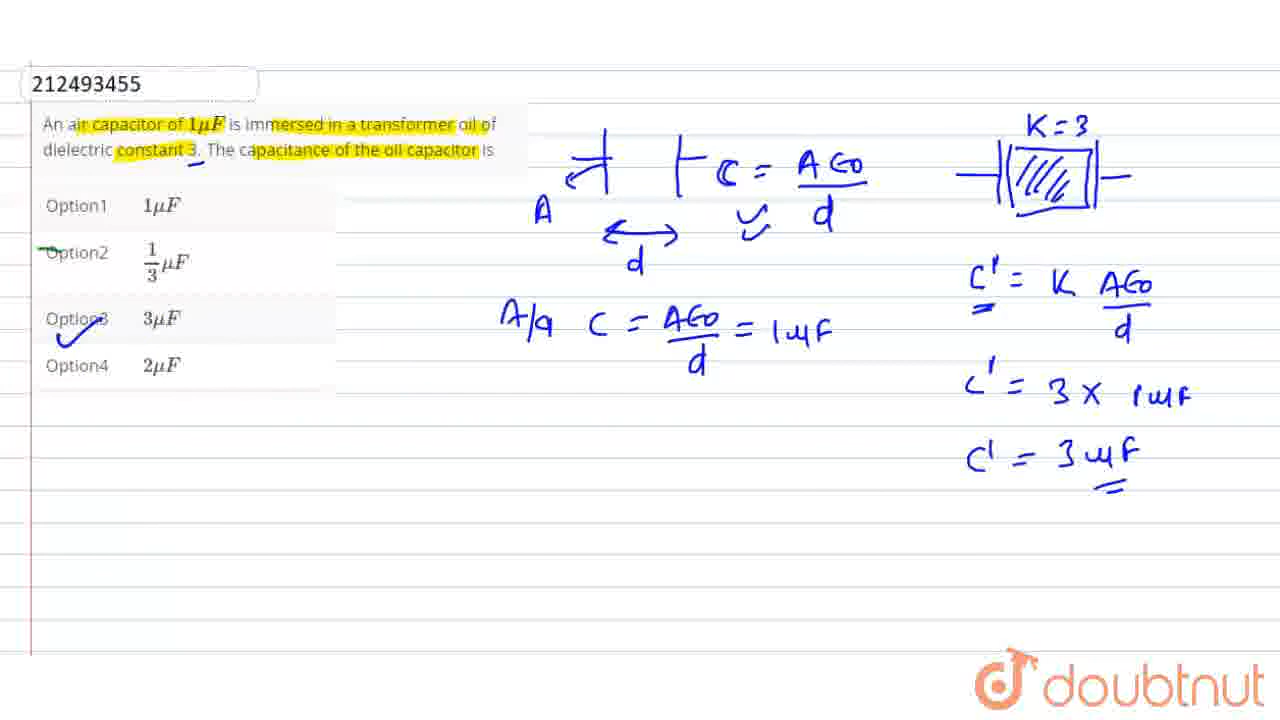 212493455
An air capacitor of 1μF is immersed in a transformer oil of
dielectric constant 3. The capacitance of the oil capacitor is
Option1 1μF
Option2 1/3 μF
Option3 3μF
Option4 2μF
A
d
C = Aε0/d
A/q C = Aε0/d = 1μF
K=3
C' = K Aε0/d
C' = 3 × 1μF
C' = 3μF
doubtnut